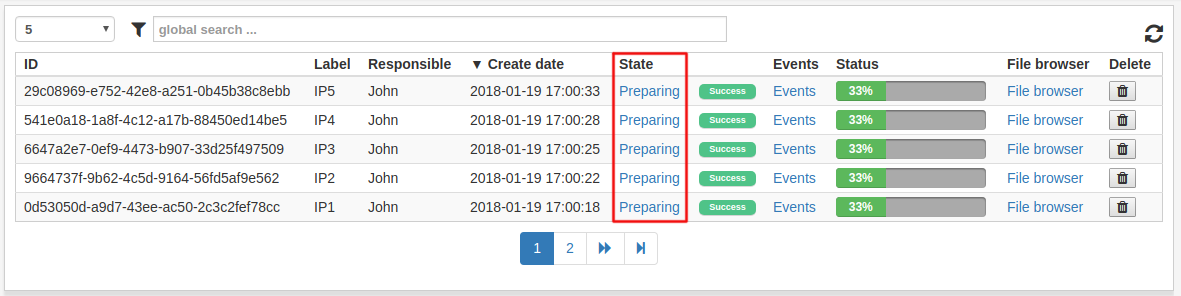 5 global search ...
ID Label Responsible ▼ Create date State Events Status File browser Delete
29c08969-e752-42e8-a251-0b45b38c8ebb IP5 John 2018-01-19 17:00:33 Preparing Success Events 33% File browser
541e0a18-1a8f-4c12-a17b-88450ed14be5 IP4 John 2018-01-19 17:00:28 Preparing Success Events 33% File browser
6647a2e7-0ef9-4473-b907-33d25f497509 IP3 John 2018-01-19 17:00:25 Preparing Success Events 33% File browser
9664737f-9b62-4c5d-9164-56fd5af9e562 IP2 John 2018-01-19 17:00:22 Preparing Success Events 33% File browser
0d53050d-a9d7-43ee-ac50-2c3c2fef78cc IP1 John 2018-01-19 17:00:18 Preparing Success Events 33% File browser
1 2